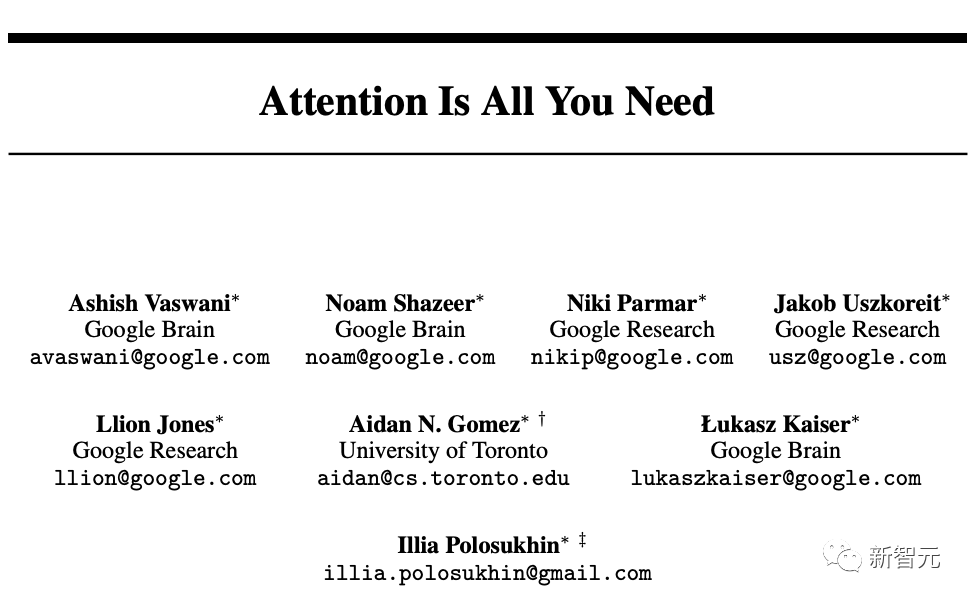 Attention Is All You Need
Ashish Vaswani* Noam Shazeer* Niki Parmar* Jakob Uszkoreit*
Google Brain Google Brain Google Research Google Research
avaswani@google.com noam@google.com nikip@google.com usz@google.com
Llion Jones* Aidan N. Gomez* † Łukasz Kaiser*
Google Research University of Toronto Google Brain
llion@google.com aidan@cs.toronto.edu lukaszkaiser@google.com
Illia Polosukhin* ‡
illia.polosukhin@gmail.com
新智元